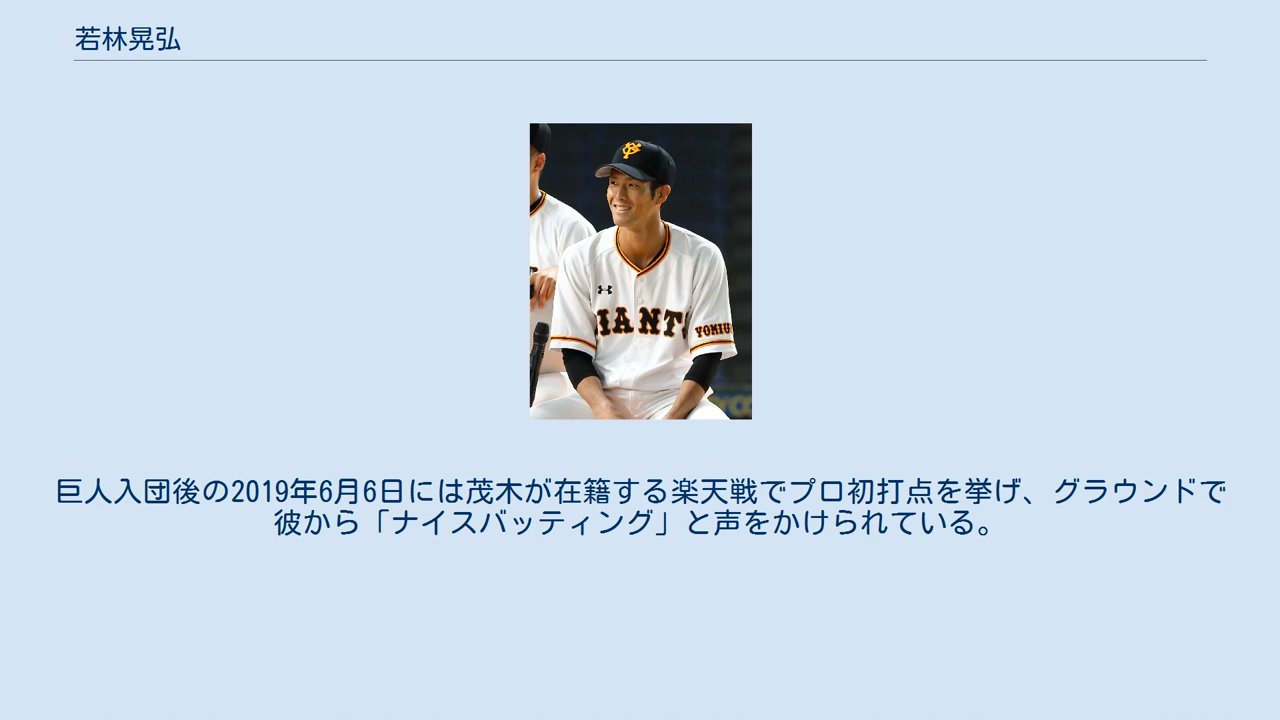 若林晃弘
GIANTS
YOMIU
巨人入団後の2019年6月6日には茂木が在籍する楽天戦でプロ初打点を挙げ、グラウンドで
彼から「ナイスバッティング」と声をかけられている。